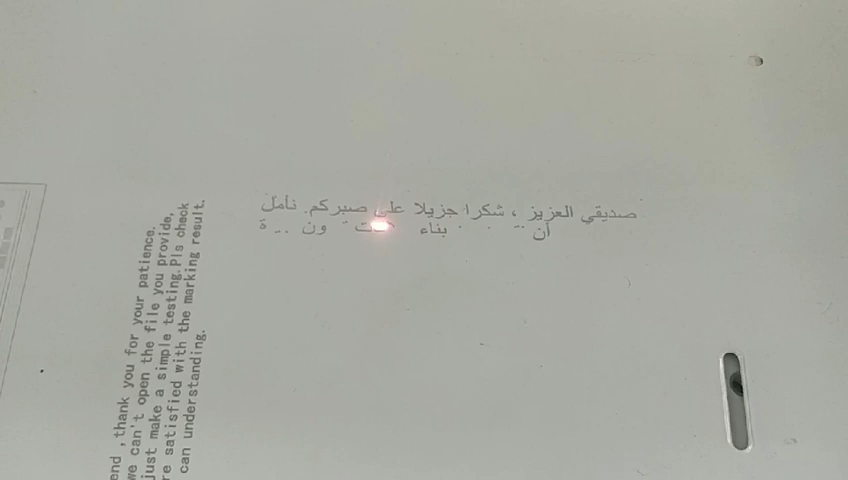 صديقي العزيز ، شكرا جزيلا على صبركم. نأمل
أن بناء
end ,thank you for your patience.
we can't open the file you provide,
just make a simple testing.Pls check
re satisfied with the marking result.
can understanding.